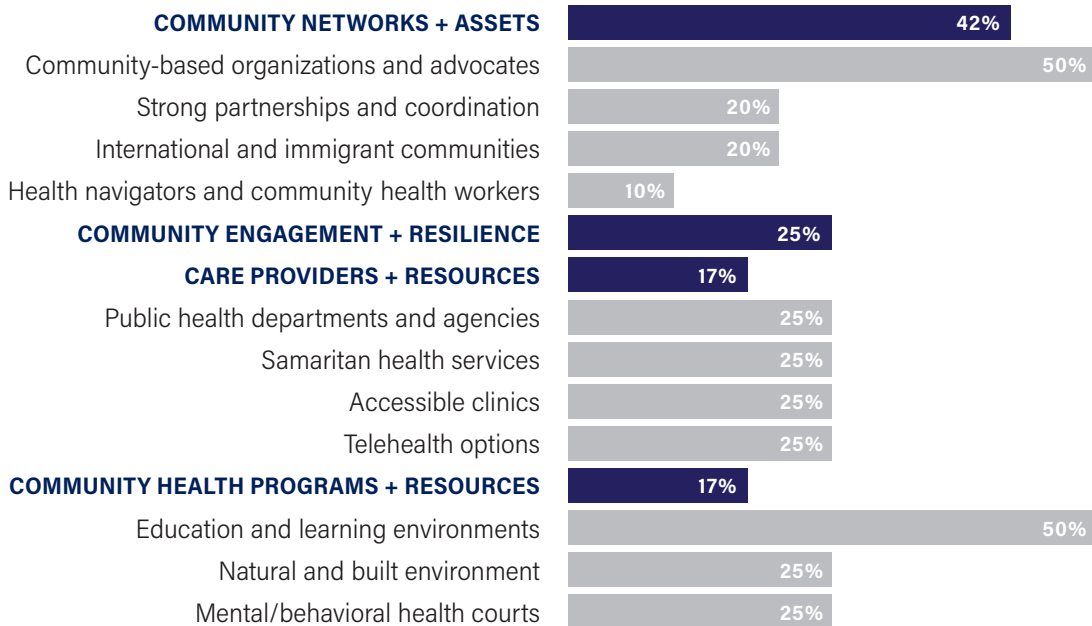 COMMUNITY NETWORKS + ASSETS 42%
Community-based organizations and advocates 50%
Strong partnerships and coordination 20%
International and immigrant communities 20%
Health navigators and community health workers 10%
COMMUNITY ENGAGEMENT + RESILIENCE 25%
CARE PROVIDERS + RESOURCES 17%
Public health departments and agencies 25%
Samaritan health services 25%
Accessible clinics 25%
Telehealth options 25%
COMMUNITY HEALTH PROGRAMS + RESOURCES 17%
Education and learning environments 50%
Natural and built environment 25%
Mental/behavioral health courts 25%